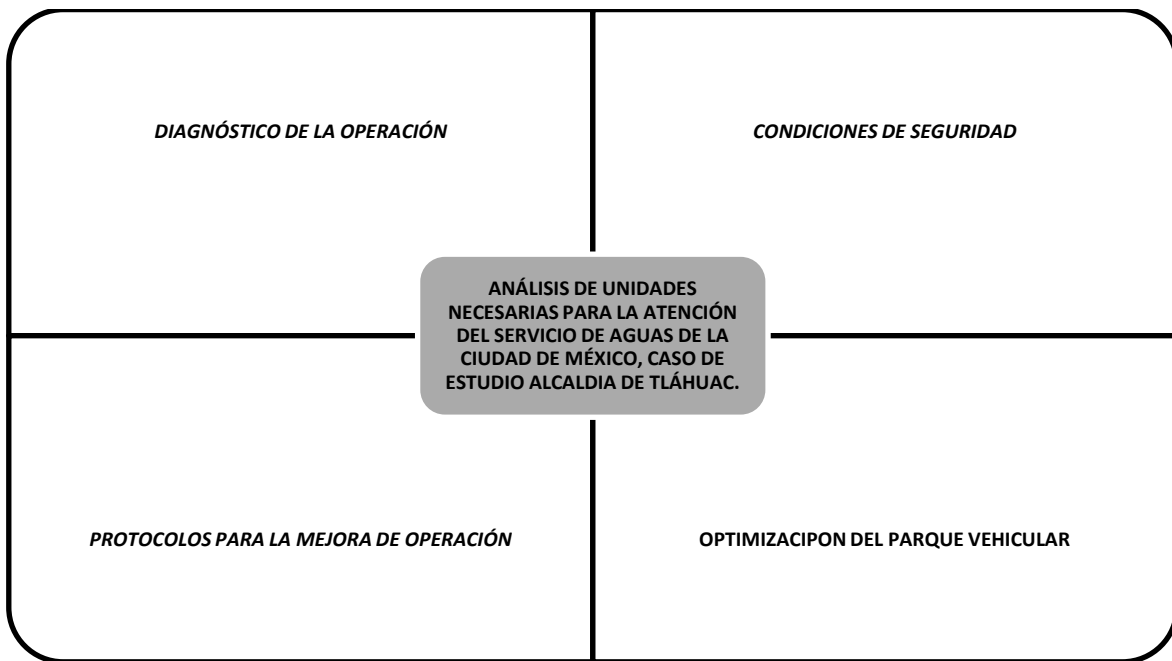 DIAGNÓSTICO DE LA OPERACIÓN
CONDICIONES DE SEGURIDAD
ANÁLISIS DE UNIDADES
NECESARIAS PARA LA ATENCIÓN
DEL SERVICIO DE AGUAS DE LA
CIUDAD DE MÉXICO, CASO DE
ESTUDIO ALCALDIA DE TLÁHUAC.
PROTOCOLOS PARA LA MEJORA DE OPERACIÓN
OPTIMIZACIPON DEL PARQUE VEHICULAR